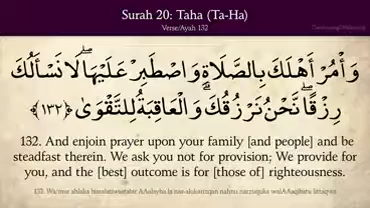 Surah 20: Taha (Ta-Ha)
Verse/Ayah 132
وَأْمُرْ أَهْلَكَ بِالصَّلَاةِ وَاصْطَبِرْ عَلَيْهَا ۖ لَا نَسْأَلُكَ
رِزْقًا ۖ نَحْنُ نَرْزُقُكَ ۗ وَالْعَاقِبَةُ لِلتَّقْوَىٰ ﴿١٣٢﴾
132. And enjoin prayer upon your family [and people] and be
steadfast therein. We ask you not for provision; We provide for
you, and the [best] outcome is for [those of] righteousness.